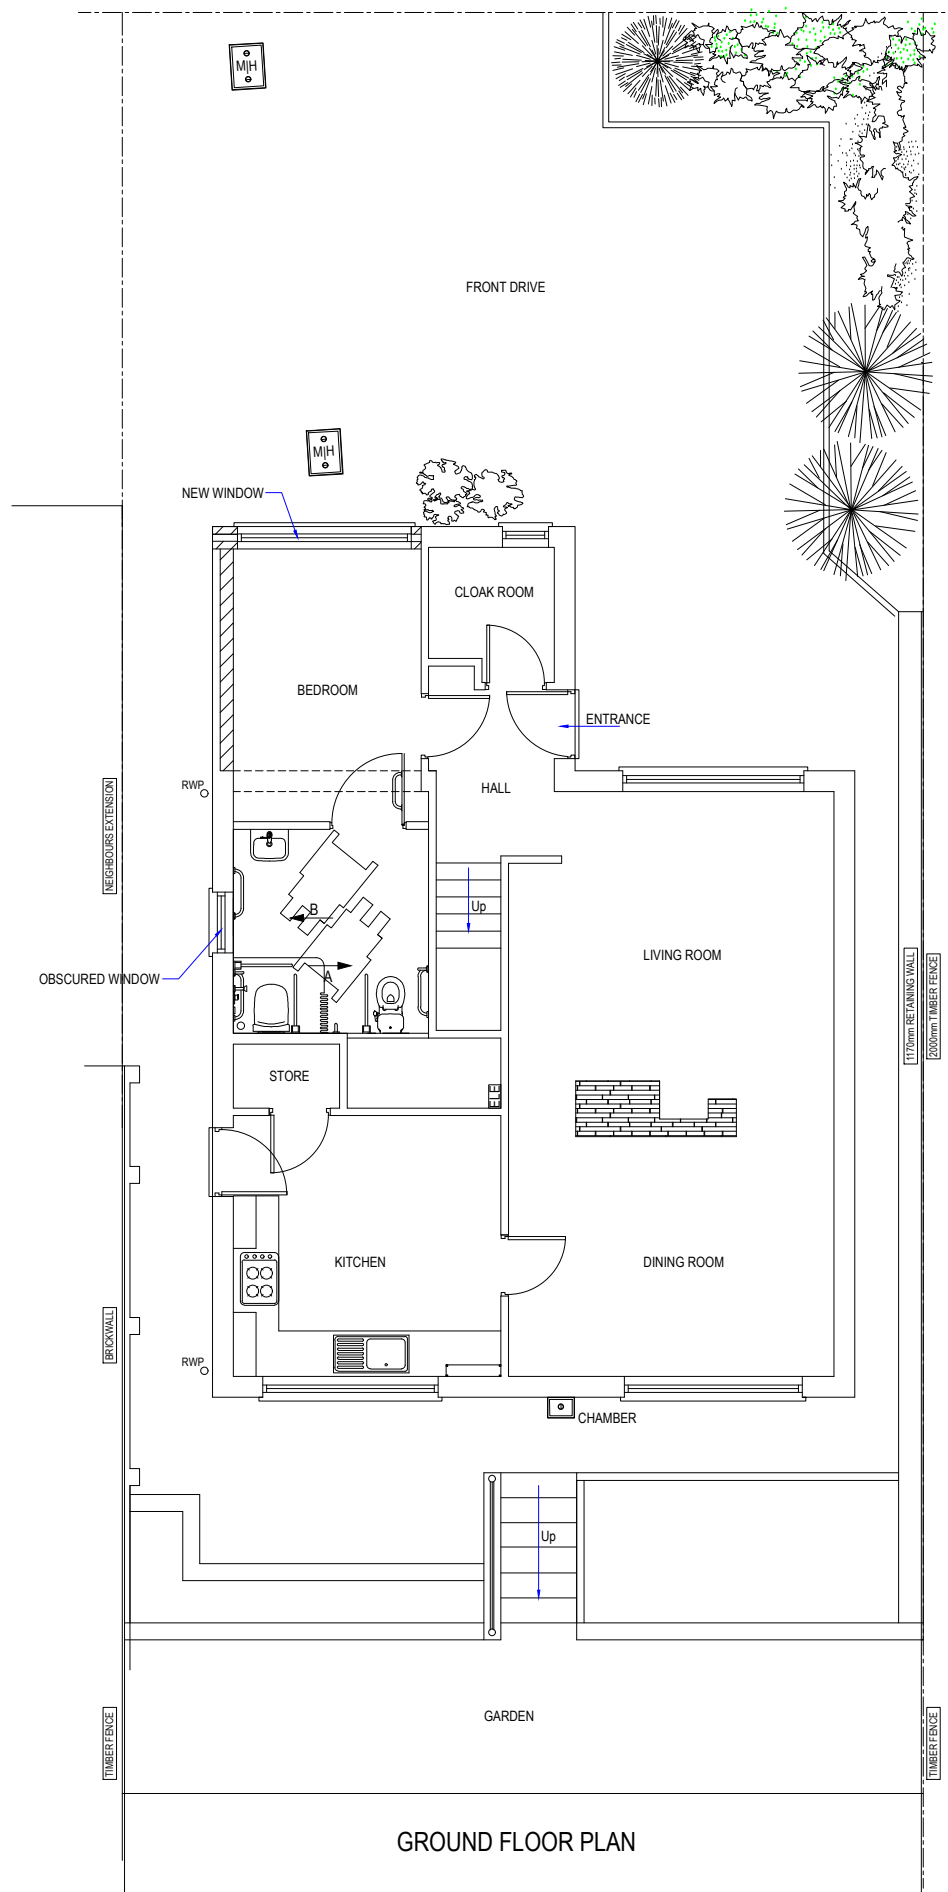 M|H
FRONT DRIVE
M|H
NEW WINDOW
CLOAK ROOM
BEDROOM
ENTRANCE
RWP
HALL
NEIGHBOURS EXTENSION
B
Up
LIVING ROOM
A
OBSCURED WINDOW
1170mm RETAINING WALL
2000mm TIMBER FENCE
STORE
ELE
KITCHEN
DINING ROOM
BRICKWALL
RWP
CHAMBER
Up
GARDEN
TIMBER FENCE
TIMBER FENCE
GROUND FLOOR PLAN